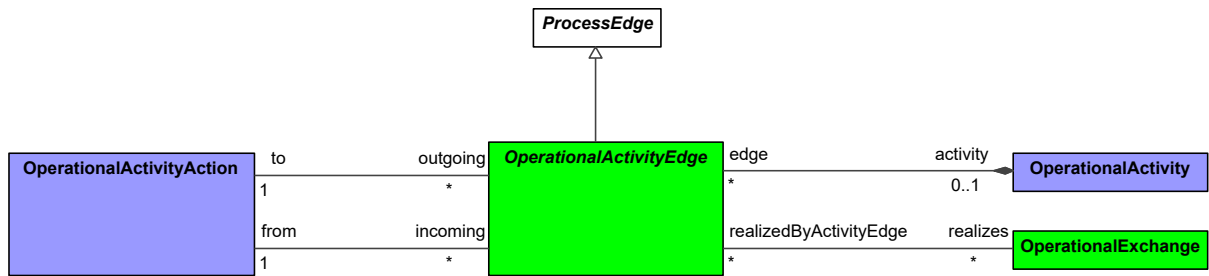 ProcessEdge
OperationalActivityAction
to
1
outgoing
*
from
1
incoming
*
OperationalActivityEdge
edge
*
activity
0..1
OperationalActivity
realizedByActivityEdge
*
realizes
*
OperationalExchange